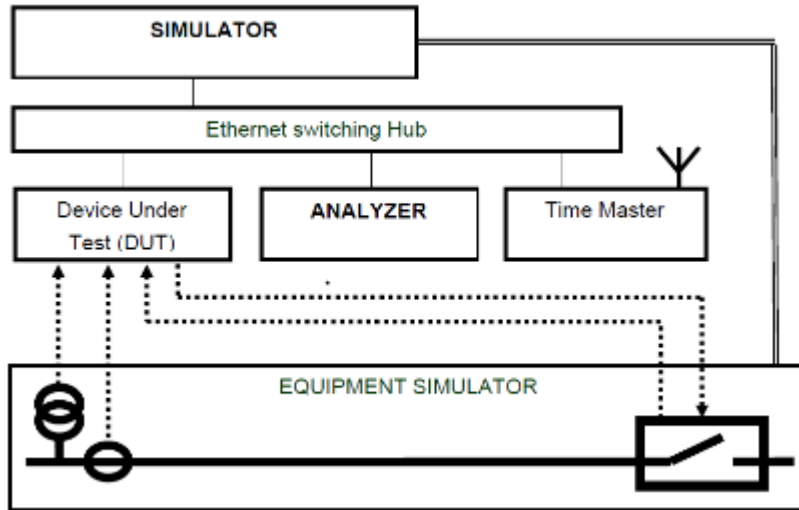 SIMULATOR
Ethernet switching Hub
Device Under
Test (DUT)
ANALYZER
Time Master
EQUIPMENT SIMULATOR